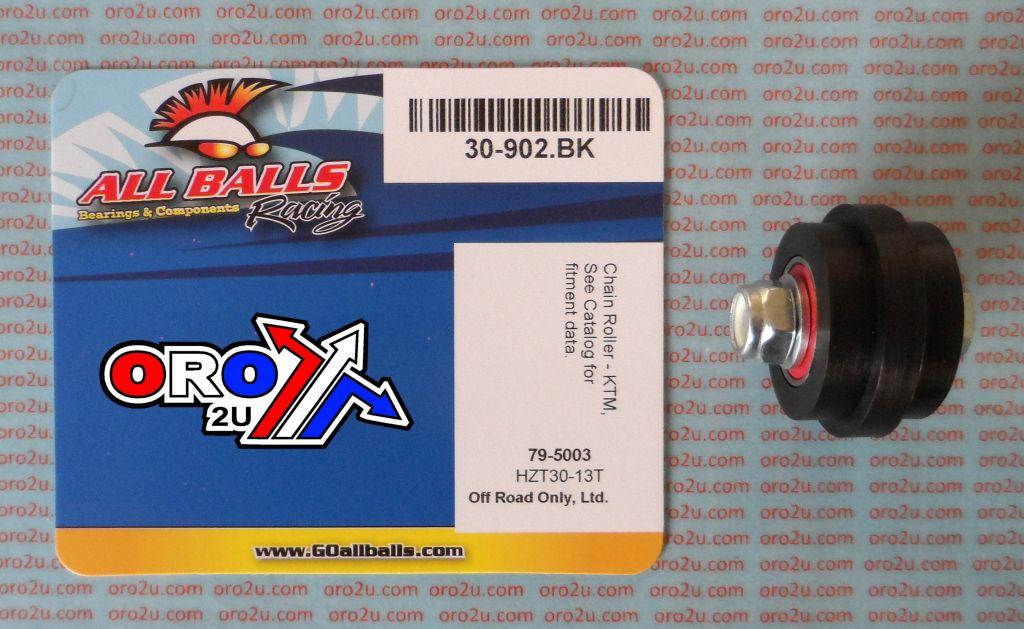 30-902.BK
ALL BALLS
Bearings & Components Racing
Chain Roller - KTM,
See Catalog for
fitment data.
ORO
2U
79-5003
HZT30-13T
Off Road Only, Ltd.
www.GOallballs.com
oro2u.com